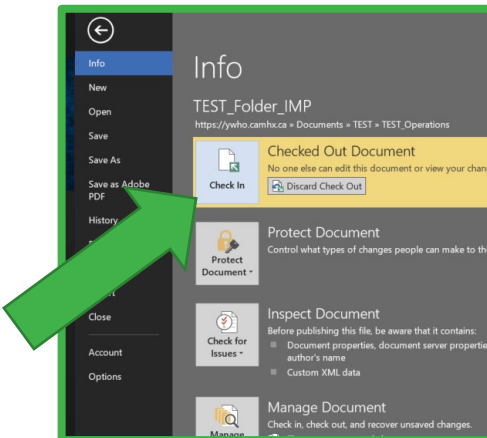 Info
New
Open
Save
Save As
Save as Adobe
PDF
History
Close
Account
Options
Info
TEST_Folder_IMP
https://ywho.camhx.ca » Documents » TEST » TEST_Operations
Check In
Checked Out Document
No one else can edit this document or view your chan
Discard Check Out
Protect
Document
Protect Document
Control what types of changes people can make to thi
Check for
Issues
Inspect Document
Before publishing this file, be aware that it contains:
Document properties, document server propertie
author's name
Custom XML data
Manage
Manage Document
Check in, check out, and recover unsaved changes.